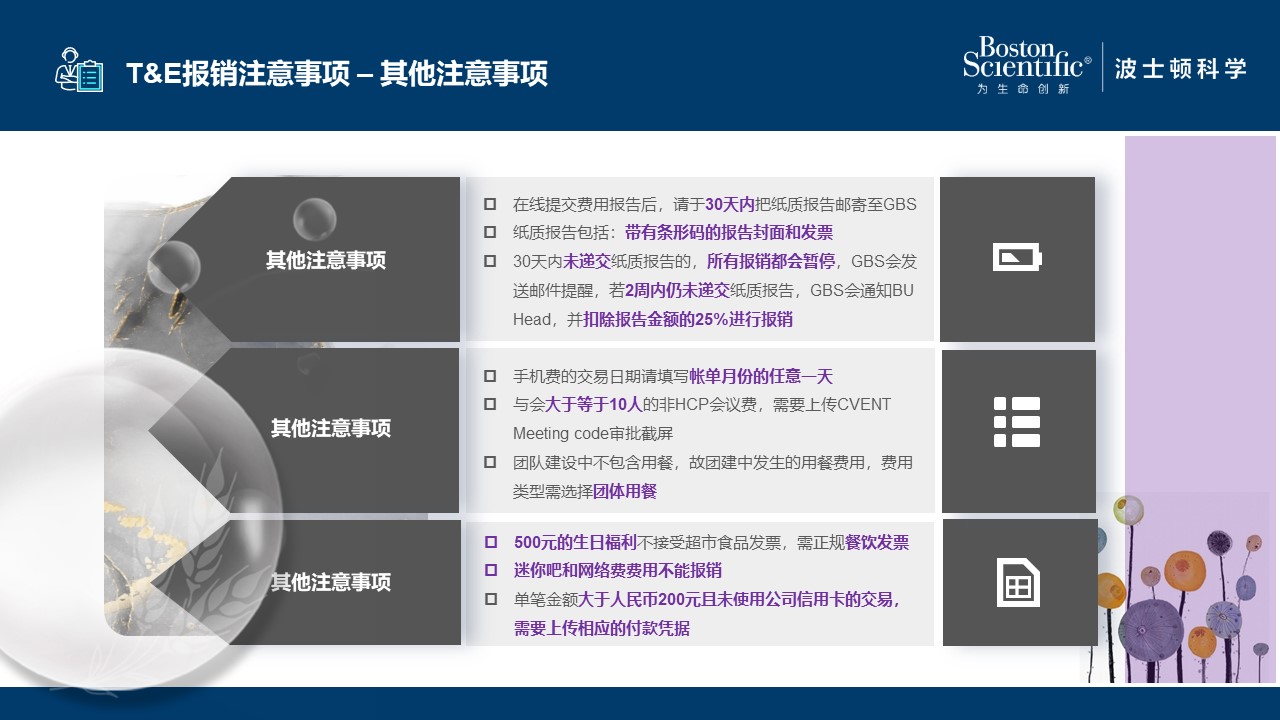 T&E报销注意事项 – 其他注意事项
Boston
Scientific®
为生命创新
波士顿科学
其他注意事项
在线提交费用报告后，请于30天内把纸质报告邮寄至GBS
纸质报告包括：带有条形码的报告封面和发票
30天内未递交纸质报告的，所有报销都会暂停，GBS会发
送邮件提醒，若2周内仍未递交纸质报告，GBS会通知BU
Head，并扣除报告金额的25%进行报销
其他注意事项
手机费的交易日期请填写帐单月份的任意一天
与会大于等于10人的非HCP会议费，需要上传CVENT
Meeting code审批截屏
团队建设中不包含用餐，故团建中发生的用餐费用，费用
类型需选择团体用餐
其他注意事项
500元的生日福利不接受超市食品发票，需正规餐饮发票
迷你吧和网络费费用不能报销
单笔金额大于人民币200元且未使用公司信用卡的交易，
需要上传相应的付款凭据